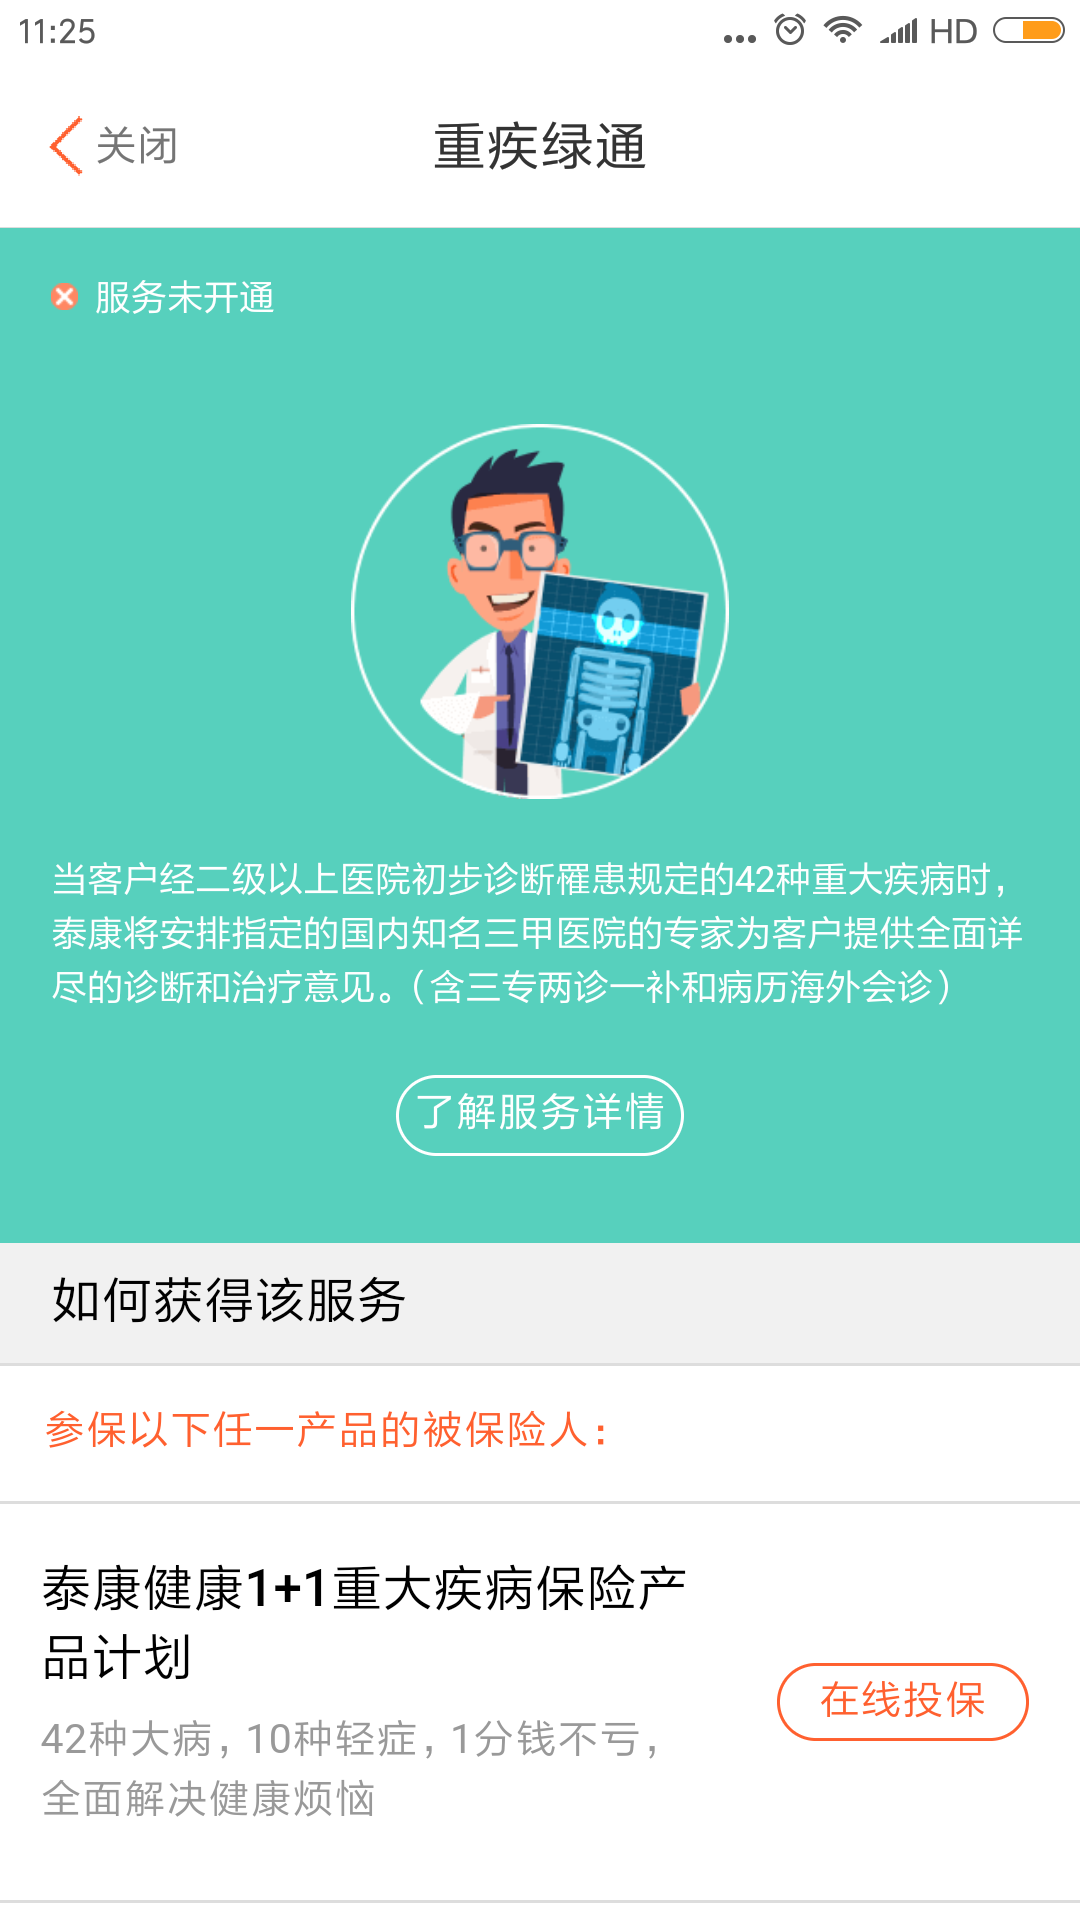 11:25
HD
关闭
重疾绿通
服务未开通
当客户经二级以上医院初步诊断罹患规定的42种重大疾病时，
泰康将安排指定的国内知名三甲医院的专家为客户提供全面详
尽的诊断和治疗意见。（含三专两诊一补和病历海外会诊）
了解服务详情
如何获得该服务
参保以下任一产品的被保险人：
泰康健康1+1重大疾病保险产
品计划
在线投保
42种大病，10种轻症，1分钱不亏，
全面解决健康烦恼